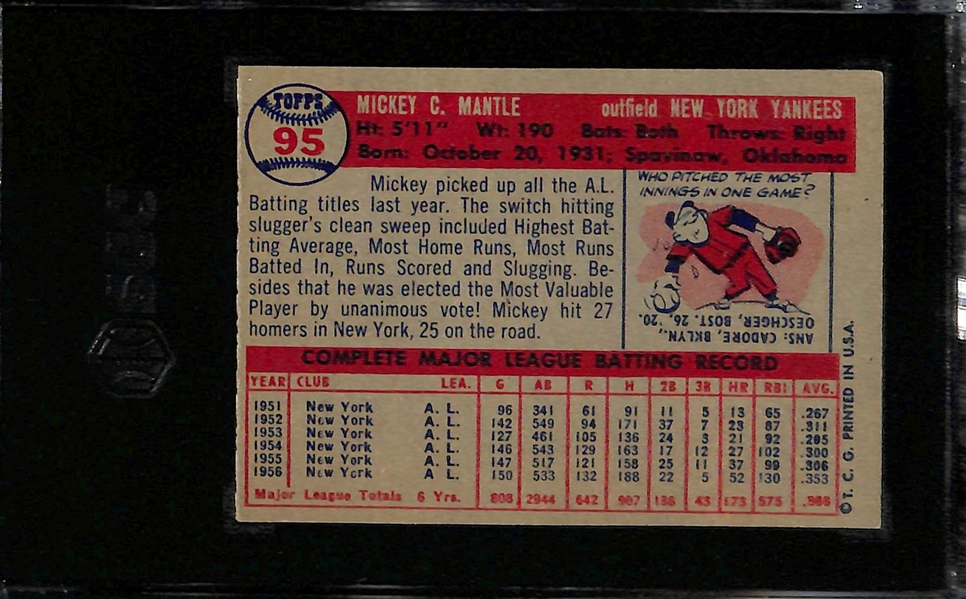 TOPPS
95
MICKEY C. MANTLE outfield NEW YORK YANKEES
Ht: 5'11" Wt: 190 Bats: Both Throws: Right
Born: October 20, 1931; Spavinaw, Oklahoma
Mickey picked up all the A.L.
Batting titles last year. The switch hitting
slugger's clean sweep included Highest Bat-
ting Average, Most Home Runs, Most Runs
Batted In, Runs Scored and Slugging. Be-
sides that he was elected the Most Valuable
Player by unanimous vote! Mickey hit 27
homers in New York, 25 on the road.
WHO PITCHED THE MOST
INNINGS IN ONE GAME?
ANS: CADORE, BKLYN.,
OESCHGER, BOST. 26, '20.
COMPLETE MAJOR LEAGUE BATTING RECORD
YEAR CLUB LEA. G AB R H 2B 3B HR RBI AVG.
1951 New York A. L. 96 341 61 91 11 5 13 65 .267
1952 New York A. L. 142 549 94 171 37 7 23 87 .311
1953 New York A. L. 127 461 105 136 24 3 21 92 .295
1954 New York A. L. 146 543 129 163 17 12 27 102 .300
1955 New York A. L. 147 517 121 158 25 11 37 99 .306
1956 New York A L. 150 533 132 188 22 5 52 130 .353
Major League Totals 6 Yrs. 808 2944 642 907 136 43 173 575 .308
© T. C. G. PRINTED IN U.S.A.